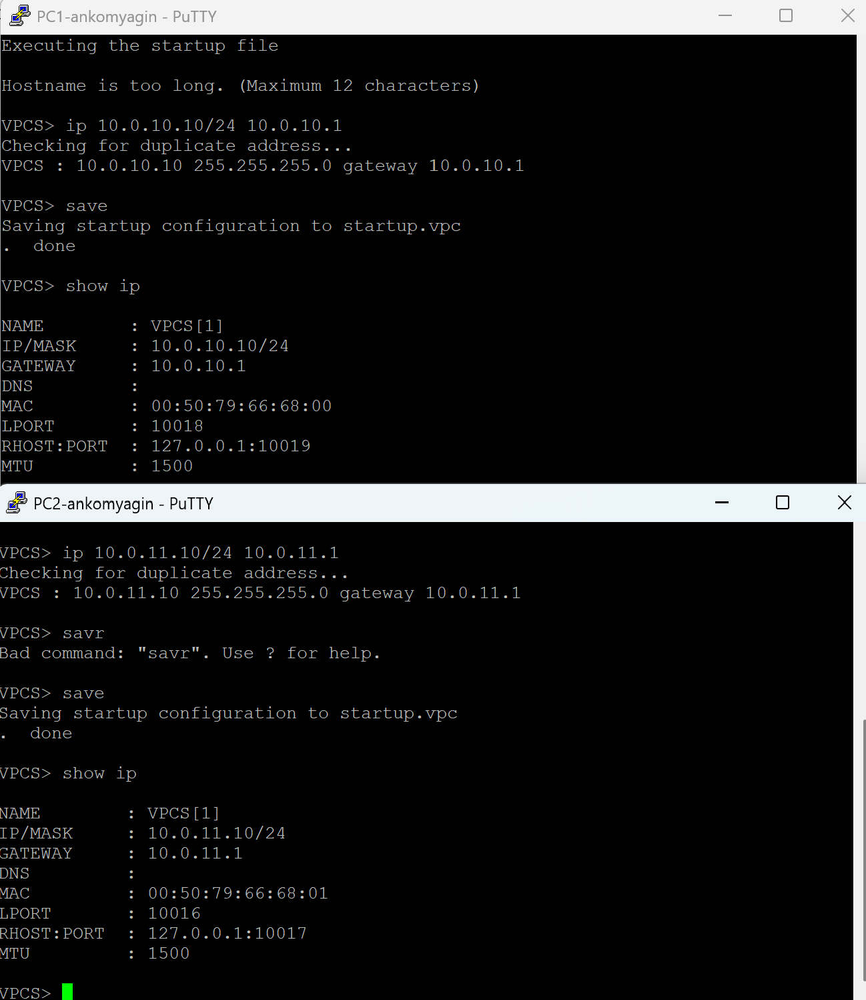 PC1-ankomyagin - PuTTY
Executing the startup file
Hostname is too long. (Maximum 12 characters)
VPCS> ip 10.0.10.10/24 10.0.10.1
Checking for duplicate address...
VPCS : 10.0.10.10 255.255.255.0 gateway 10.0.10.1
VPCS> save
Saving startup configuration to startup.vpc
.  done
VPCS> show ip
NAME        : VPCS[1]
IP/MASK     : 10.0.10.10/24
GATEWAY     : 10.0.10.1
DNS         :
MAC         : 00:50:79:66:68:00
LPORT       : 10018
RHOST:PORT  : 127.0.0.1:10019
MTU         : 1500
PC2-ankomyagin - PuTTY
VPCS> ip 10.0.11.10/24 10.0.11.1
Checking for duplicate address...
VPCS : 10.0.11.10 255.255.255.0 gateway 10.0.11.1
VPCS> savr
Bad command: "savr". Use ? for help.
VPCS> save
Saving startup configuration to startup.vpc
.  done
VPCS> show ip
NAME        : VPCS[1]
IP/MASK     : 10.0.11.10/24
GATEWAY     : 10.0.11.1
DNS         :
MAC         : 00:50:79:66:68:01
LPORT       : 10016
RHOST:PORT  : 127.0.0.1:10017
MTU         : 1500
VPCS>